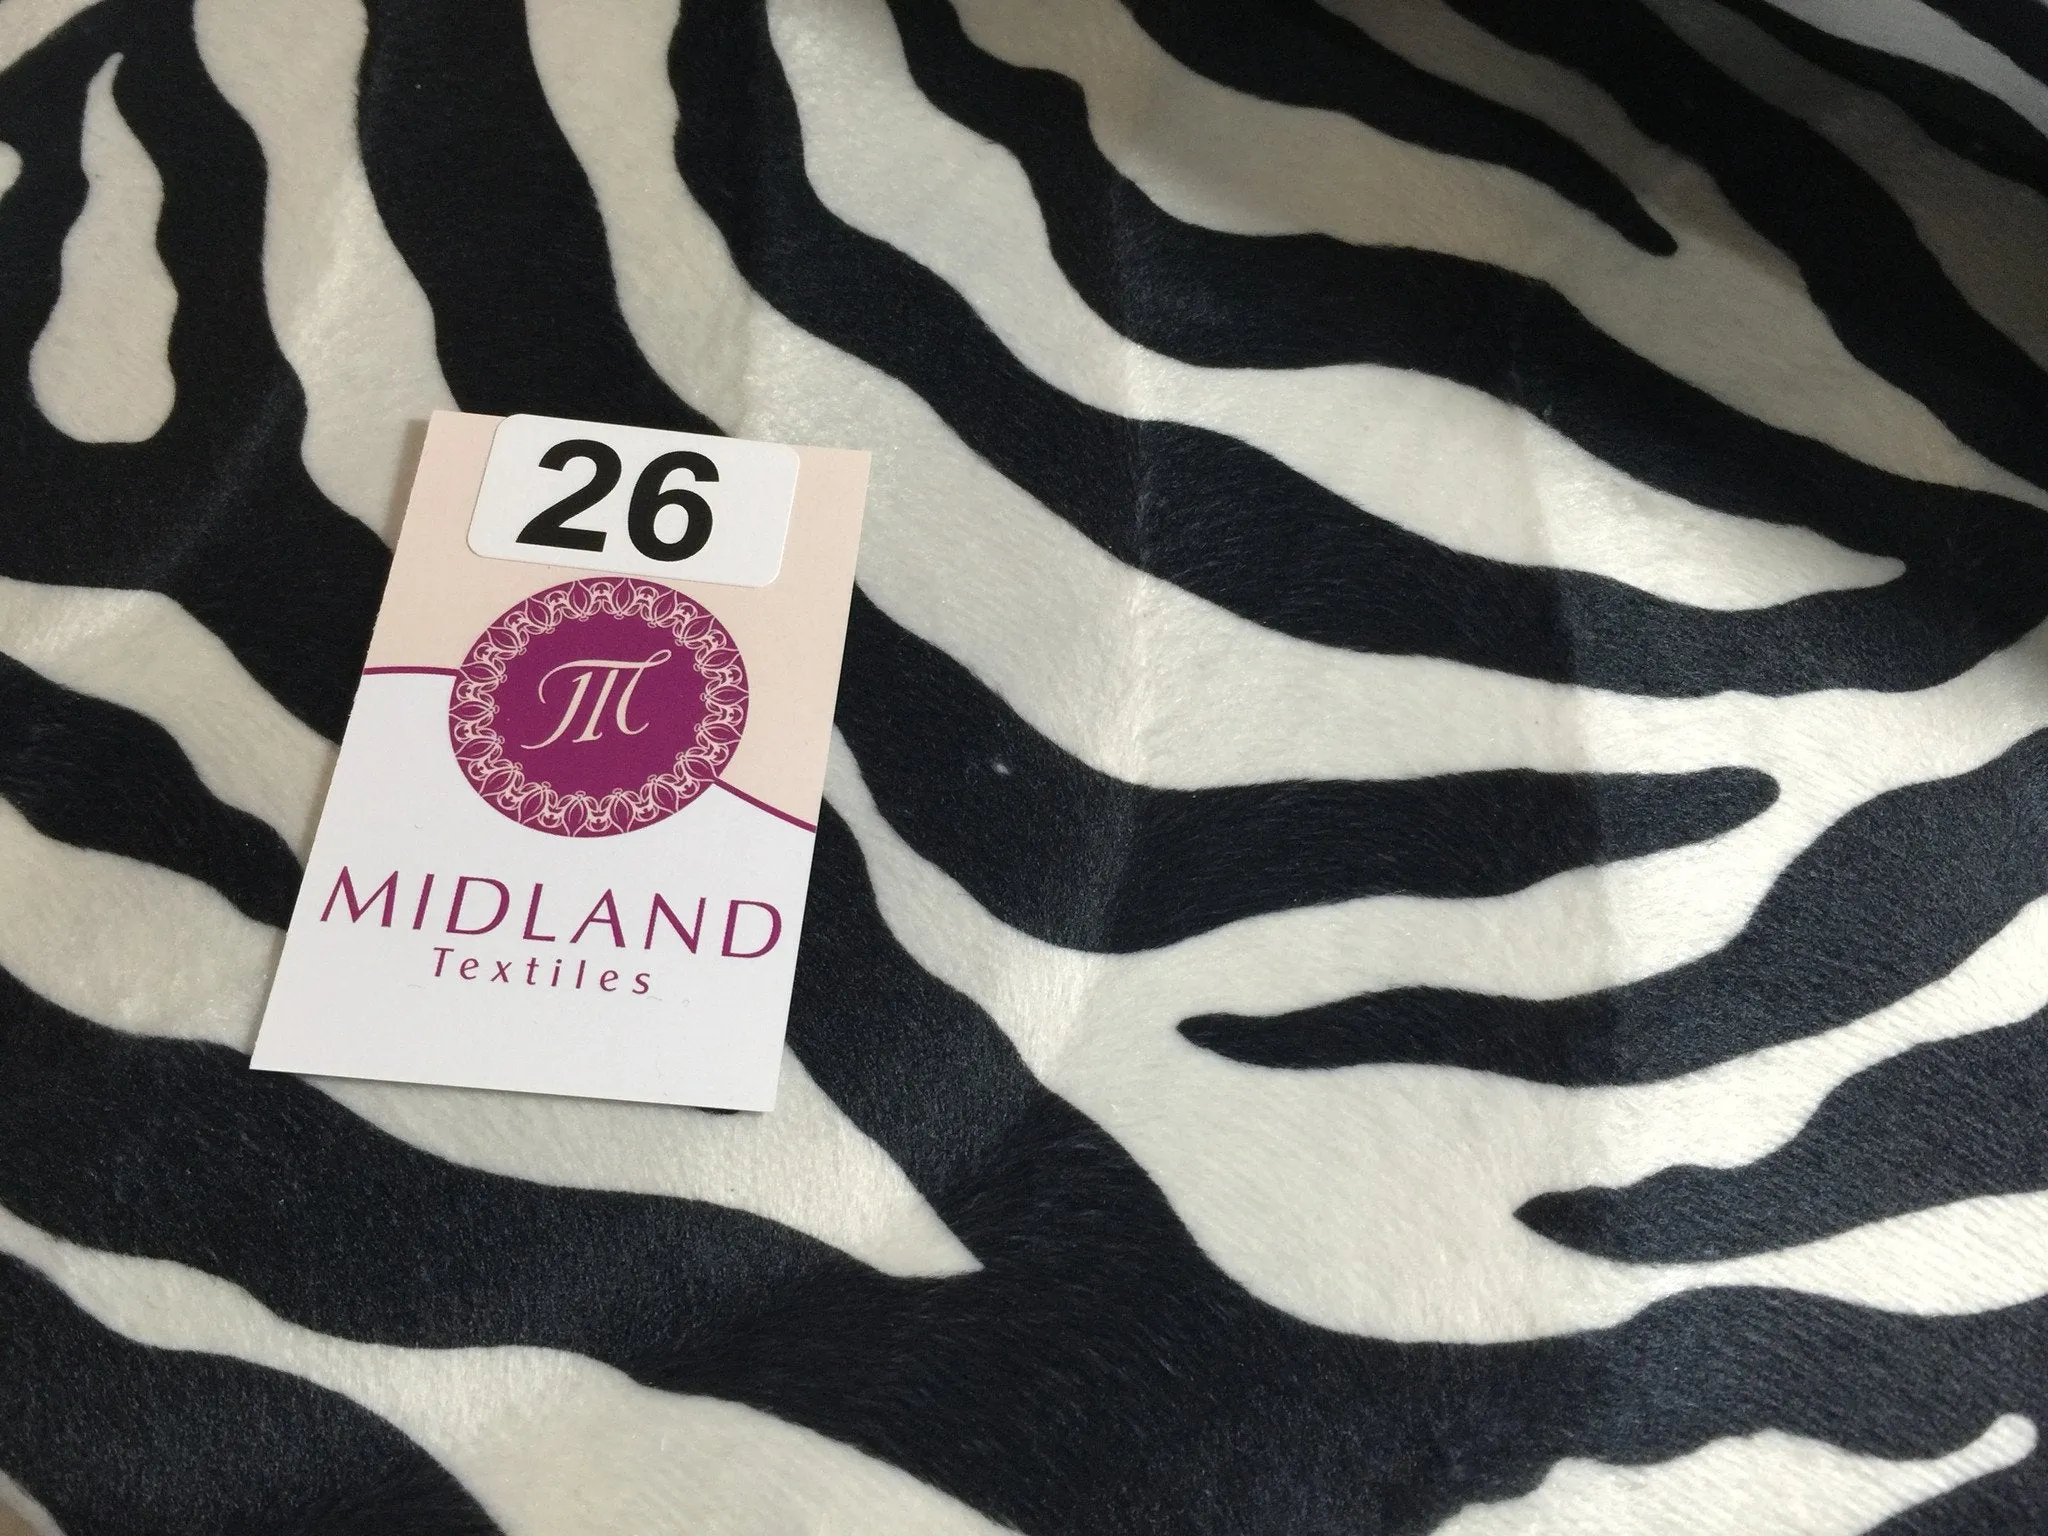 26
M
MIDLAND
Textiles